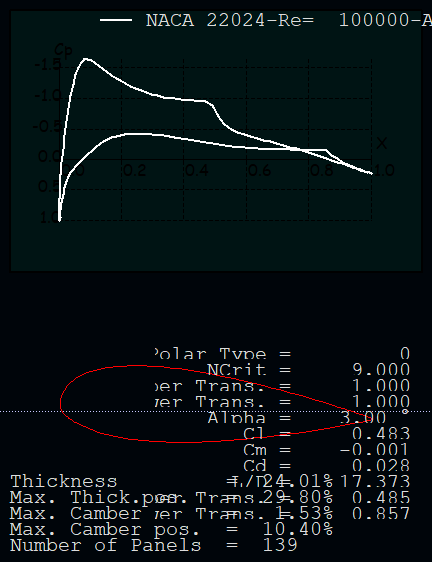 NACA 22024-Re= 100000-A
Cp
-1.5
-1.0
-0.5
0.0
0.5
1.0
0.2 0.4 0.6 0.8 1.0
X
Polar Type = 0
NCrit = 9.000
per Trans. = 1.000
wer Trans. = 1.000
Alpha = 3.00 °
Cl = 0.483
Cm = -0.001
Cd = 0.028
L/D = 17.373
per Trans. = 0.485
wer Trans. = 0.857
Thickness = 24.01%
Max. Thick.pos. = 29.80%
Max. Camber = 1.53%
Max. Camber pos. = 10.40%
Number of Panels = 139